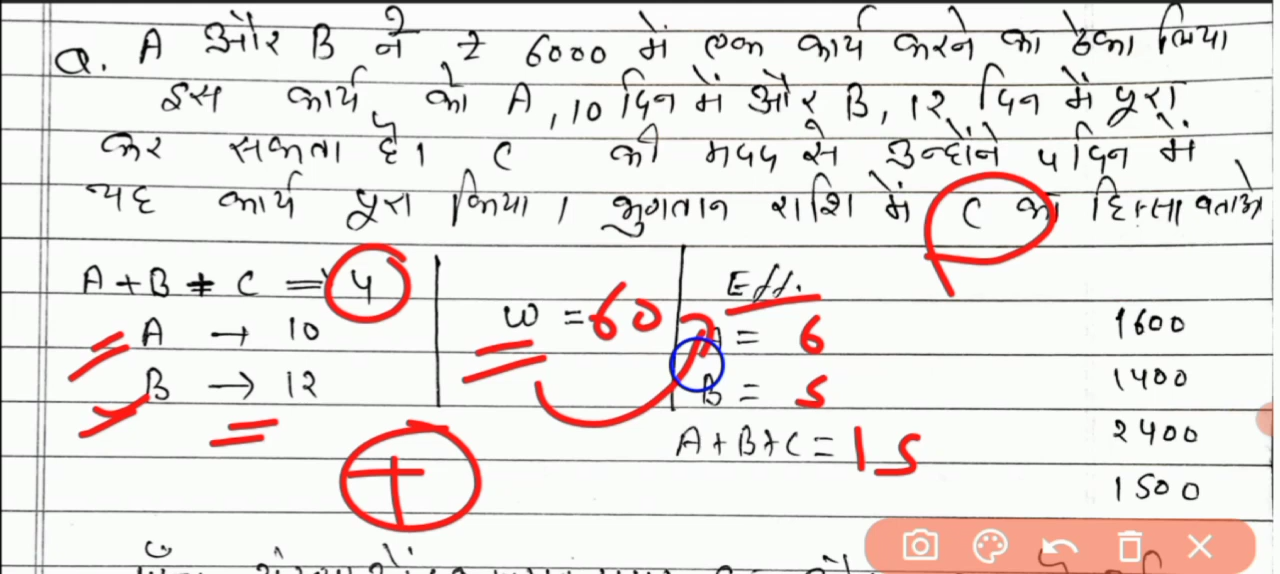 Q. A और B ने ₹ 6000 में एक कार्य करने का ठेका लिया
इस कार्य को A, 10 दिन में और B, 12 दिन में पूरा
कर सकता है। C की मदद से उन्होंने 4 दिन में
यह कार्य पूरा किया। भुगतान राशि में C का हिस्सा बताओ
A + B + C = 4
A → 10
B → 12
W = 60
Eff.
A = 6
B = 5
A + B + C = 15
1600
1400
2400
1500